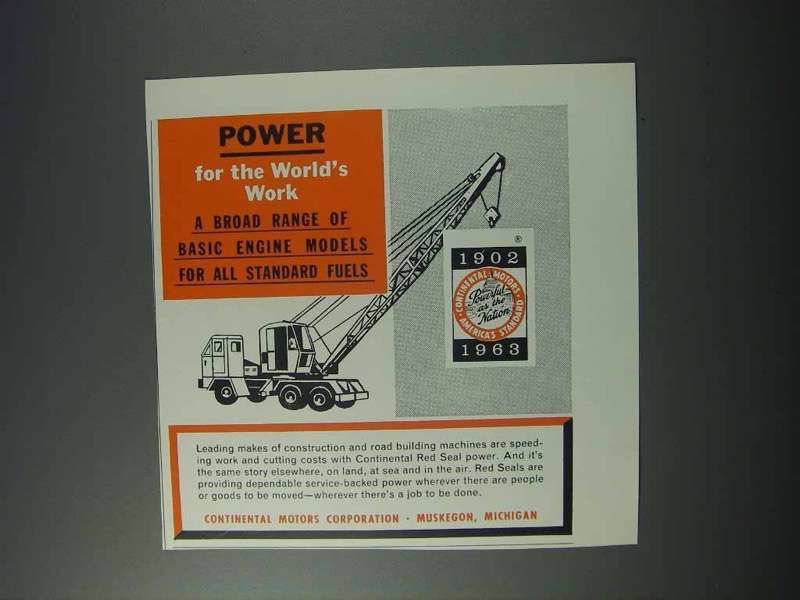 POWER
for the World's
Work
A BROAD RANGE OF
BASIC ENGINE MODELS
FOR ALL STANDARD FUELS
®
1902
CONTINENTAL MOTORS
Powerful
as the
Nation
AMERICA'S STANDARD
1963
Leading makes of construction and road building machines are speed-
ing work and cutting costs with Continental Red Seal power. And it's
the same story elsewhere, on land, at sea and in the air. Red Seals are
providing dependable service-backed power wherever there are people
or goods to be moved—wherever there's a job to be done.
CONTINENTAL MOTORS CORPORATION · MUSKEGON, MICHIGAN